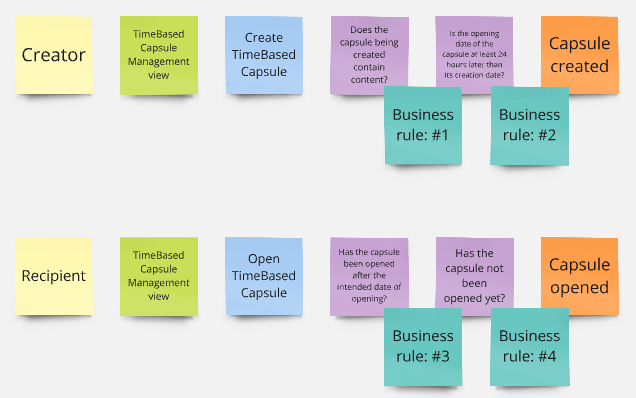 Creator
TimeBased
Capsule
Management
view
Create
TimeBased
Capsule
Does the
capsule being
created
contain
content?
Is the opening
date of the
capsule at least 24
hours later than
its creation date?
Capsule
created
Business
rule: #1
Business
rule: #2
Recipient
TimeBased
Capsule
Management
view
Open
TimeBased
Capsule
Has the capsule
been opened
after the
intended date of
opening?
Has the
capsule not
been
opened yet?
Capsule
opened
Business
rule: #3
Business
rule: #4